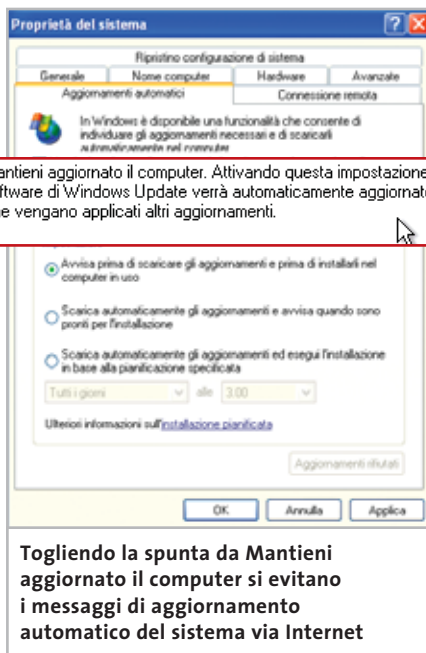 Proprietà del sistema
Ripristino configurazione di sistema
Generale Nome computer Hardware Avanzate
Aggiornamenti automatici Connessione remota
In Windows è disponibile una funzionalità che consente di
individuare gli aggiornamenti necessari e di scaricarli
automaticamente nel computer
antieni aggiornato il computer. Attivando questa impostazione
ftware di Windows Update verrà automaticamente aggiornat
e vengano applicati altri aggiornamenti.
Avvisa prima di scaricare gli aggiornamenti e prima di installarli nel
computer in uso
Scarica automaticamente gli aggiornamenti e avvisa quando sono
pronti per l'installazione
Scarica automaticamente gli aggiornamenti ed esegui l'installazione
in base alla pianificazione specificata
Tutti i giorni alle 3.00
Ulteriori informazioni sull'installazione pianificata
Aggiornamenti rifiutati
OK Annulla Applica
Togliendo la spunta da Mantieni
aggiornato il computer si evitano
i messaggi di aggiornamento
automatico del sistema via Internet